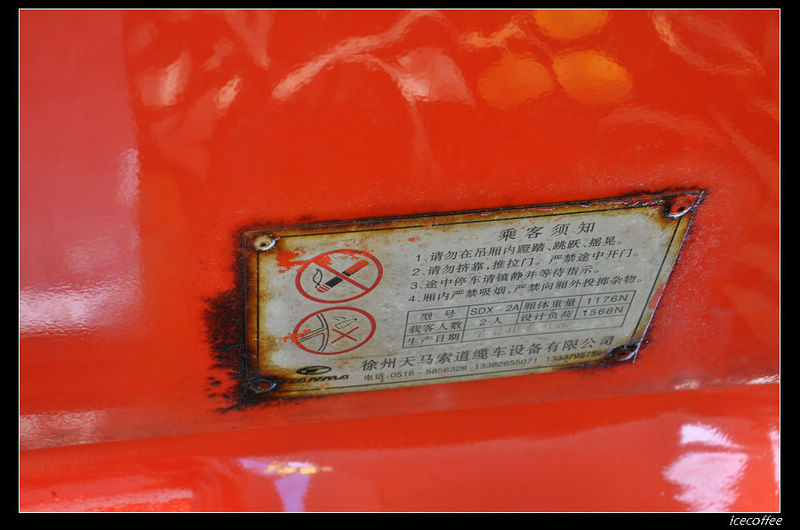 乘客须知
1、请勿在吊厢内蹬踏、跳跃、摇晃。
2、请勿挤靠，推拉门。严禁途中开门。
3、途中停车请镇静并等待指示。
4、厢内严禁吸烟，严禁向厢外投掷杂物。
型 号 SDX-2A 厢体重量 1176N
载客人数 2人 设计负荷 1568N
生产日期
徐州天马索道缆车设备有限公司
电话:0516-5856328 13382655071
icecoffee